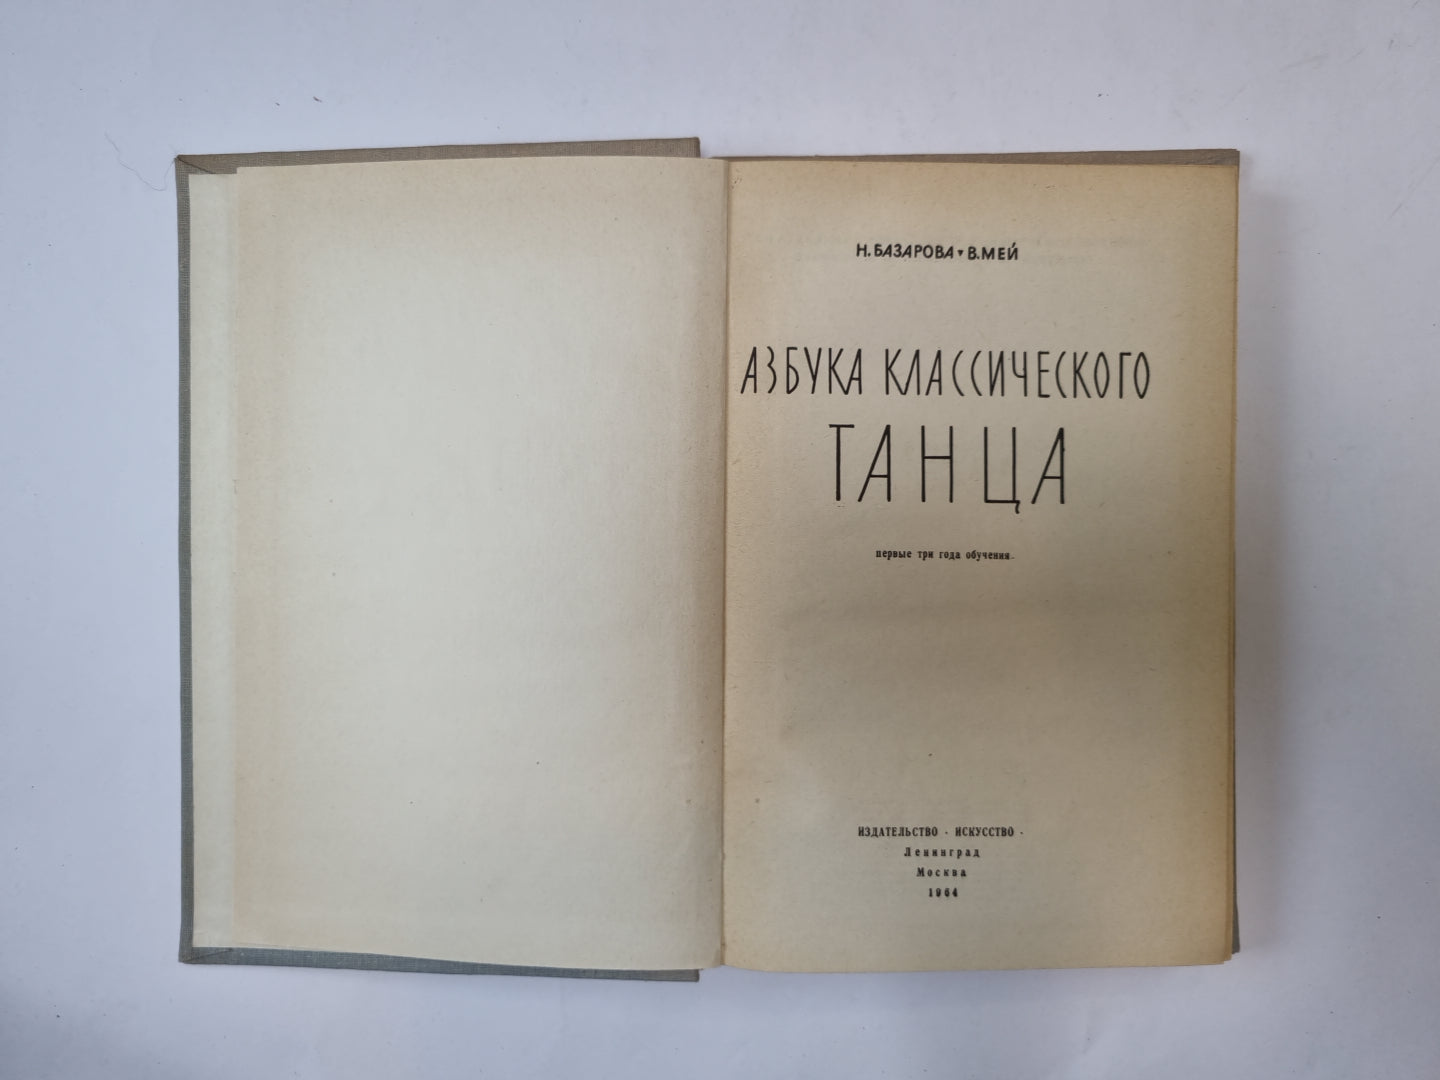 Н. БАЗАРОВА ▾ В. МЕЙ
АЗБУКА КЛАССИЧЕСКОГО
ТАНЦА
первые три года обучения
ИЗДАТЕЛЬСТВО · ИСКУССТВО ·
Ленинград
Москва
1964